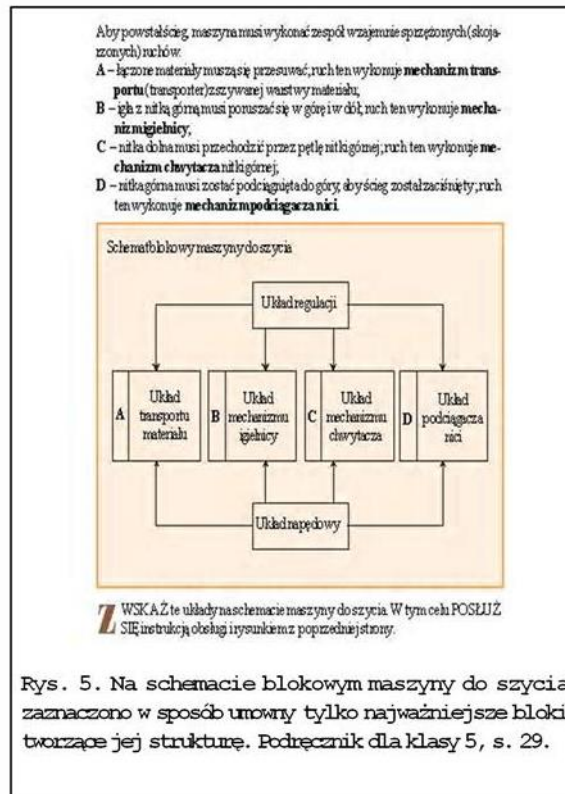 Aby powstał ścieg, maszyna musi wykonać zespół wzajemnie sprzężonych (skoja-
rzonych) ruchów:
A – łączone materiały muszą się przesuwać, ruch ten wykonuje mechanizm trans-
portu (transporter) zszywanej warstwy materiału;
B – igła z nitką górną musi poruszać się w górę i w dół; ruch ten wykonuje mecha-
nizm igielnicy;
C – nitka dolna musi przechodzić przez pętlę nitki górnej; ruch ten wykonuje me-
chanizm chwytacza nitki górnej;
D – nitka górna musi zostać podciągnięta do góry, aby ścieg został zaciśnięty; ruch
ten wykonuje mechanizm podciągacza nici.
Schemat blokowy maszyny do szycia
Układ regulacji
A
Układ
transportu
materiału
B
Układ
mechanizmu
igielnicy
C
Układ
mechanizmu
chwytacza
D
Układ
podciągacza
nici
Układ napędowy
Z WSKAŻ te układy na schemacie maszyny do szycia. W tym celu POSŁUŻ
SIĘ instrukcją obsługi i rysunkiem z poprzedniej strony.
Rys. 5. Na schemacie blokowym maszyny do szycia
zaznaczono w sposób umowny tylko najważniejsze bloki
tworzące jej strukturę. Podręcznik dla klasy 5, s. 29.